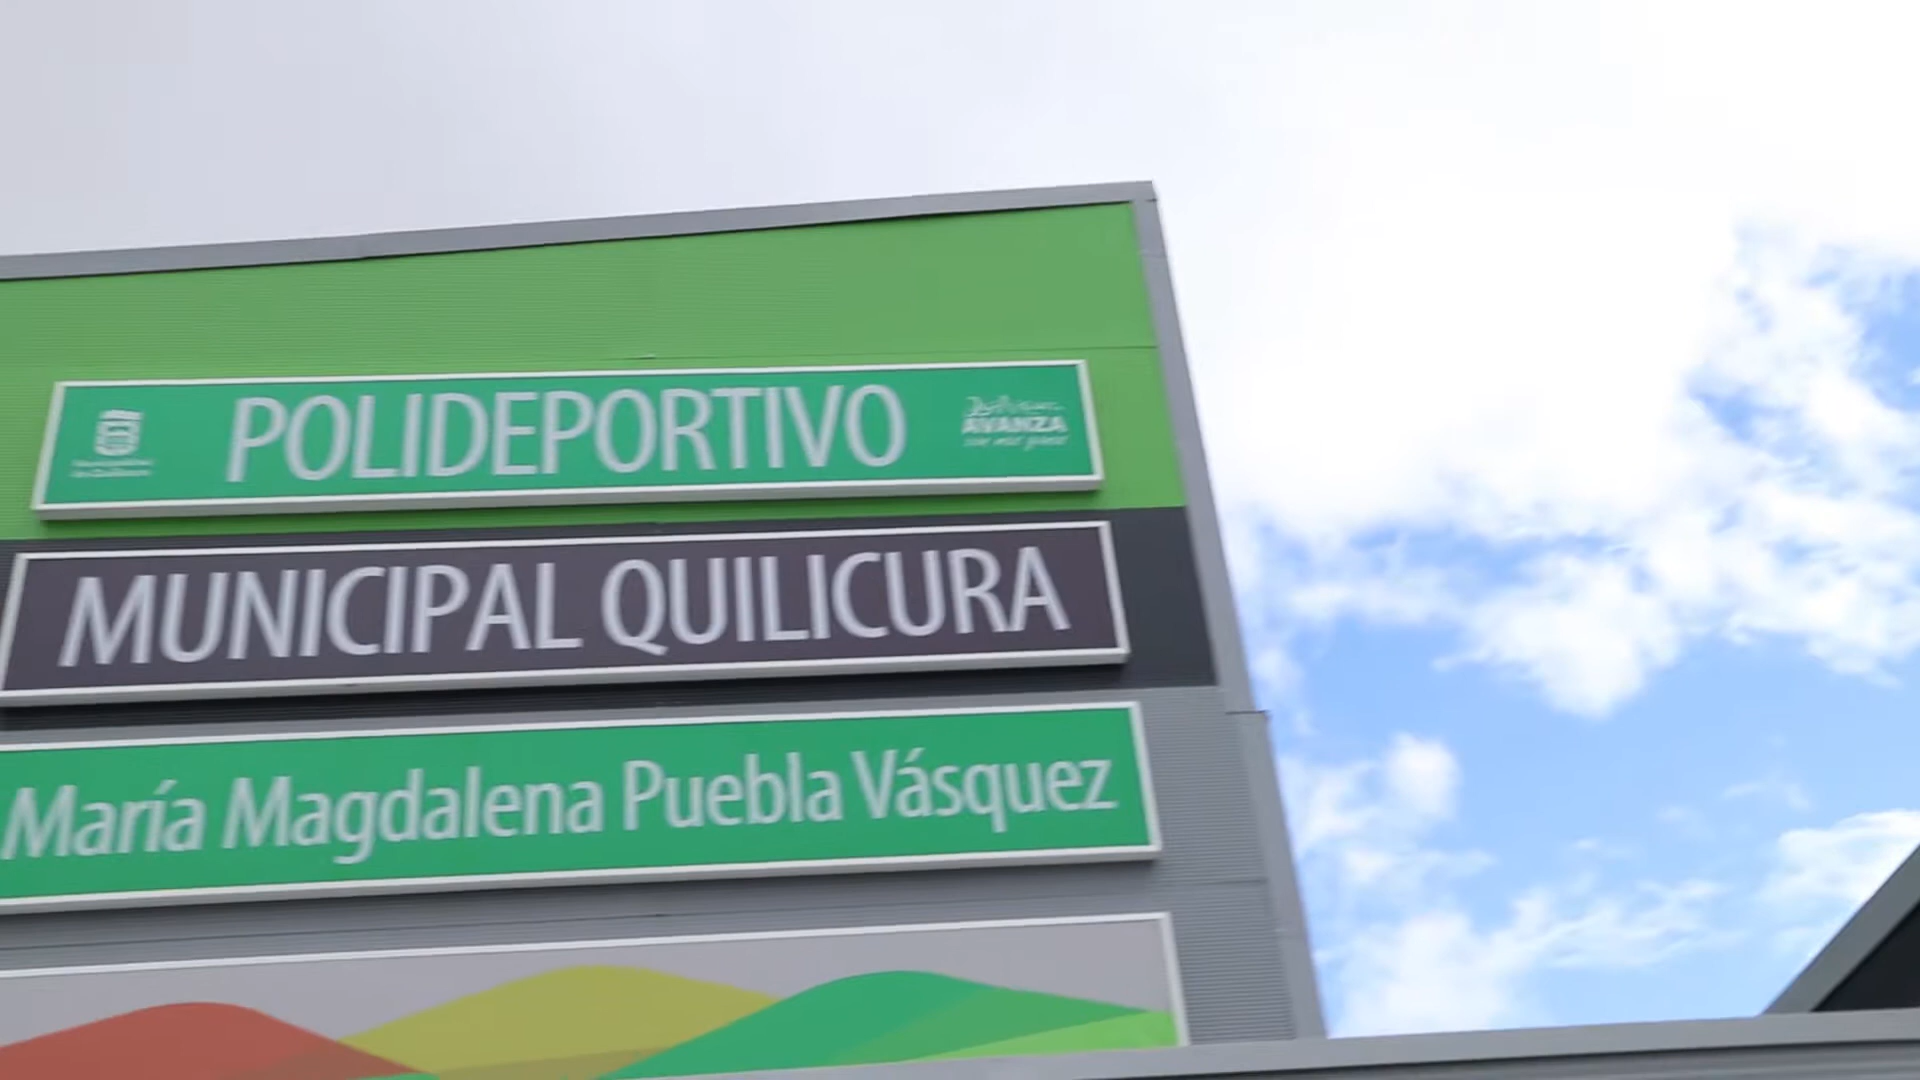 POLIDEPORTIVO
AVANZA
MUNICIPAL QUILICURA
María Magdalena Puebla Vásquez